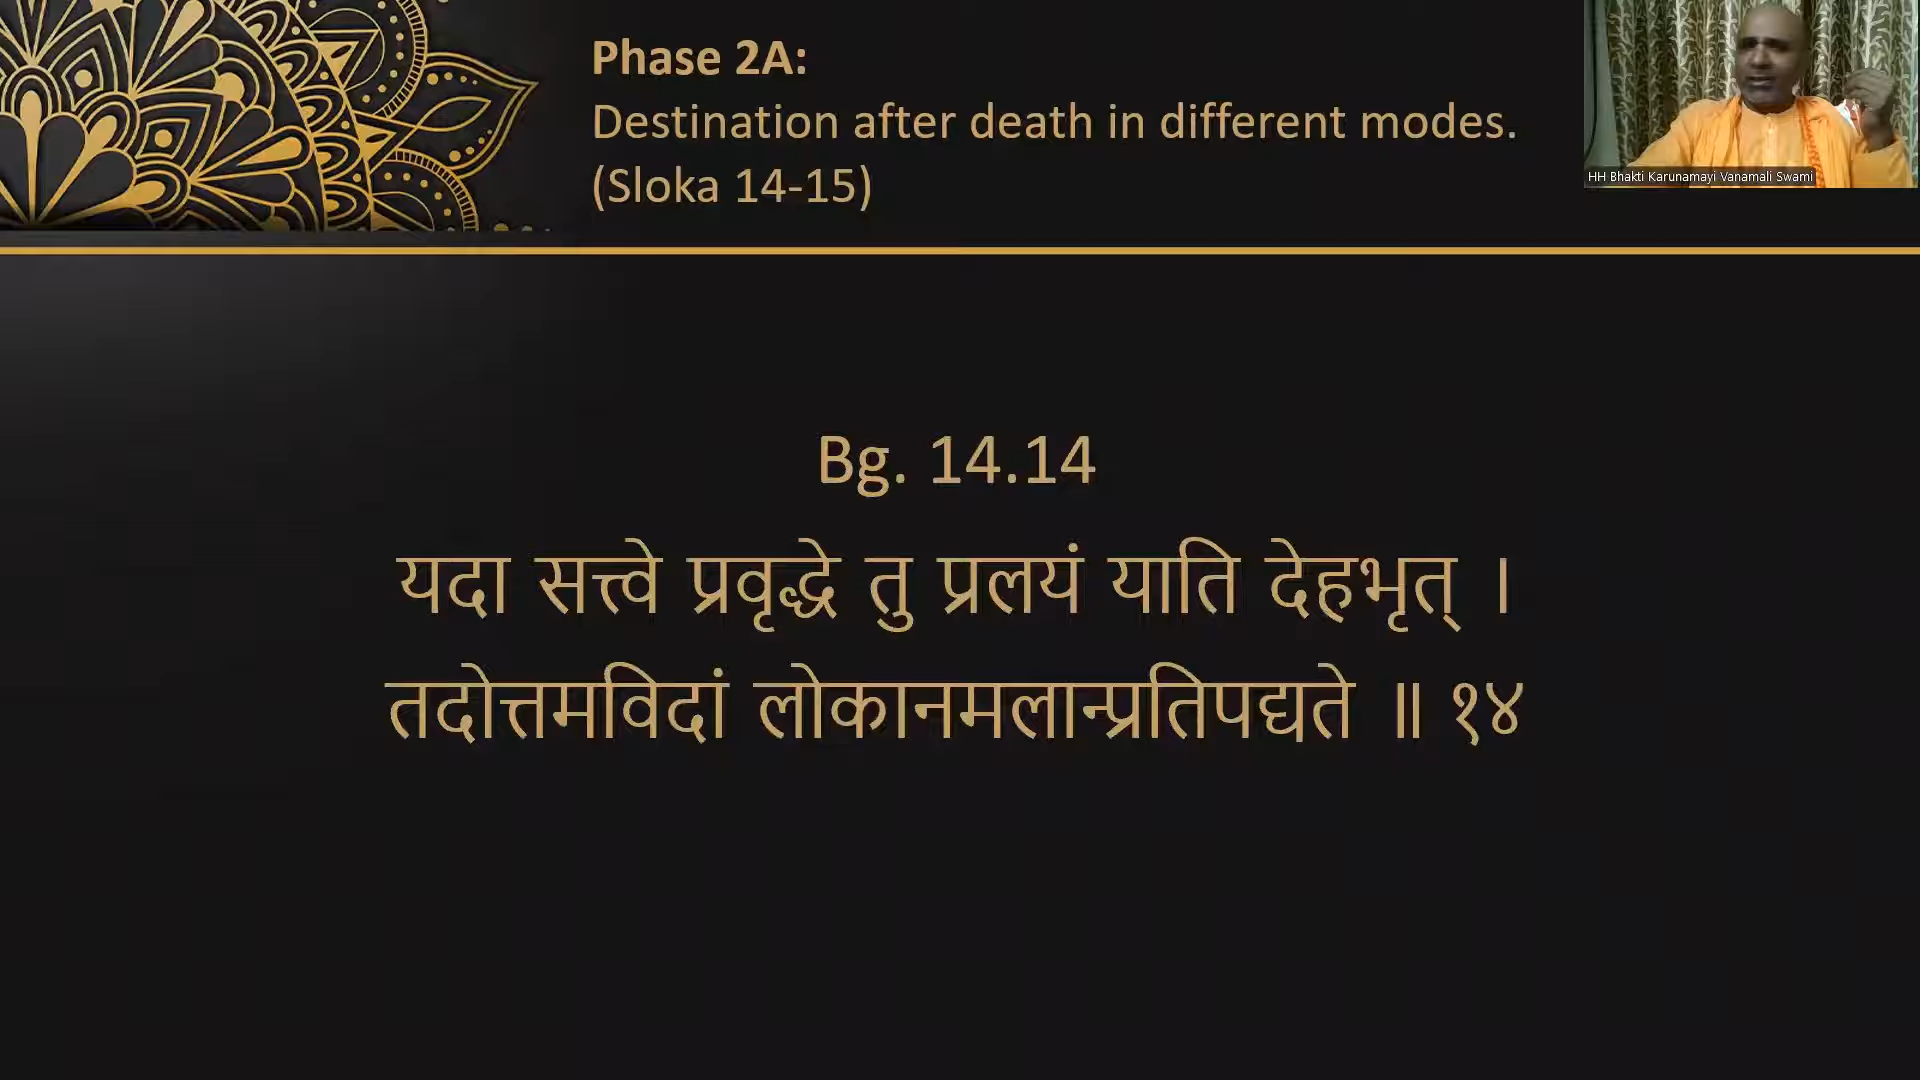 Phase 2A:
Destination after death in different modes.
(Sloka 14-15)
HH Bhakti Karunamayi Vanamali Swami
Bg. 14.14
यदा सत्त्वे प्रवृद्धे तु प्रलयं याति देहभृत् ।
तदोत्तमविदां लोकानमलान्प्रतिपद्यते ॥ १४